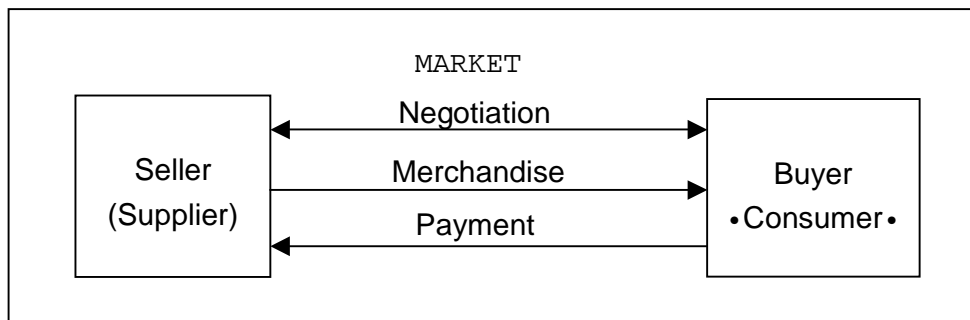 MARKET
Negotiation
Seller
(Supplier)
Merchandise
Payment
Buyer
•Consumer•